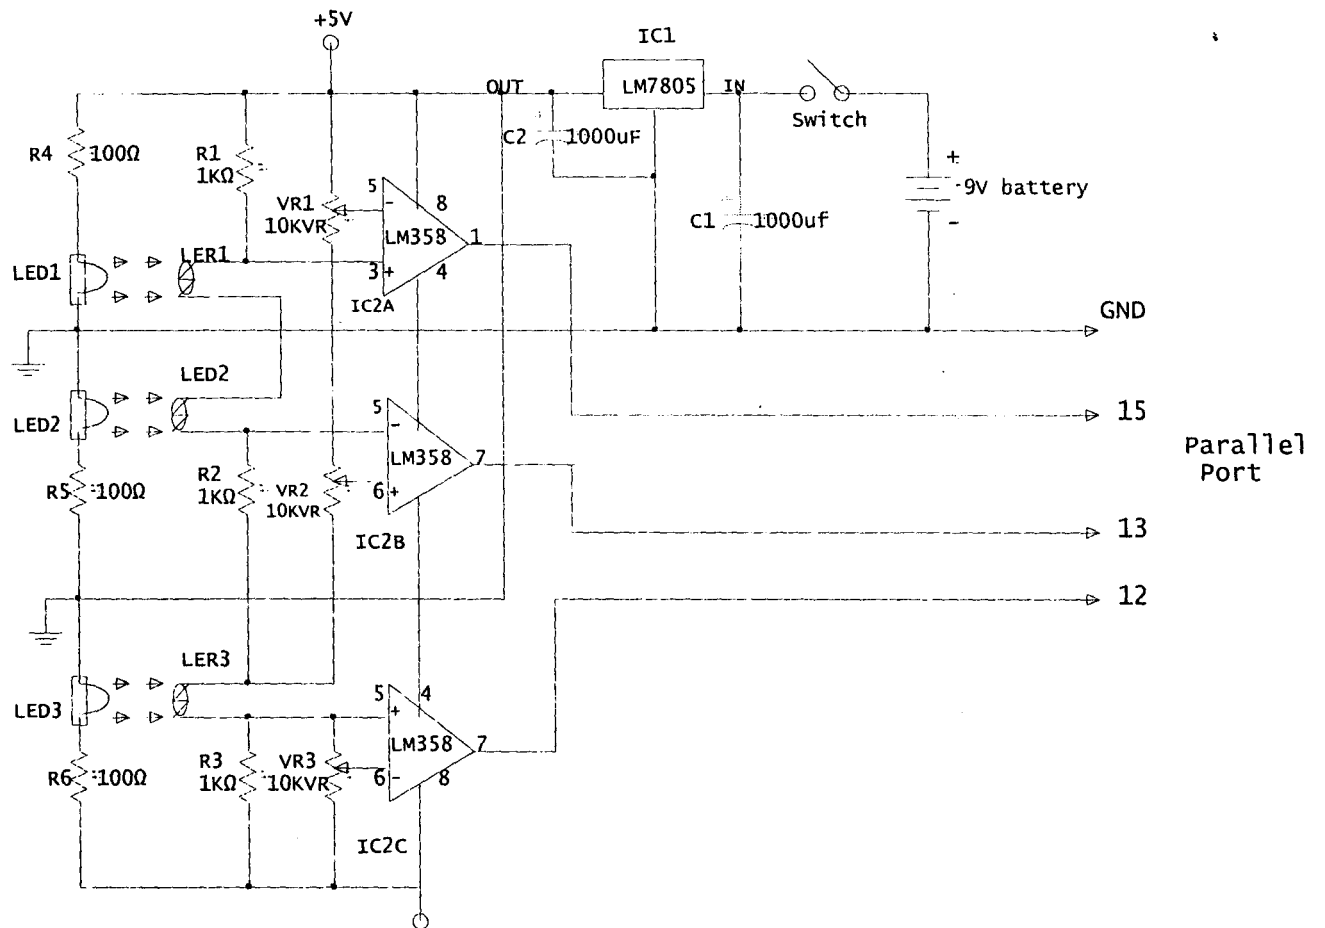 +5V
IC1
OUT
LM7805
IN
Switch
C2
1000uF
R4
100Ω
R1
1KΩ
VR1
10KVR
5
-
8
LM358
1
3
+
4
IC2A
C1
1000uf
+
9V battery
-
LED1
LER1
GND
LED2
LED2
5
-
LM358
7
6
+
IC2B
15
Parallel
Port
R5
100Ω
R2
1KΩ
VR2
10KVR
13
12
LER3
LED3
5
4
+
LM358
7
6
-
8
IC2C
R6
100Ω
R3
1KΩ
VR3
10KVR